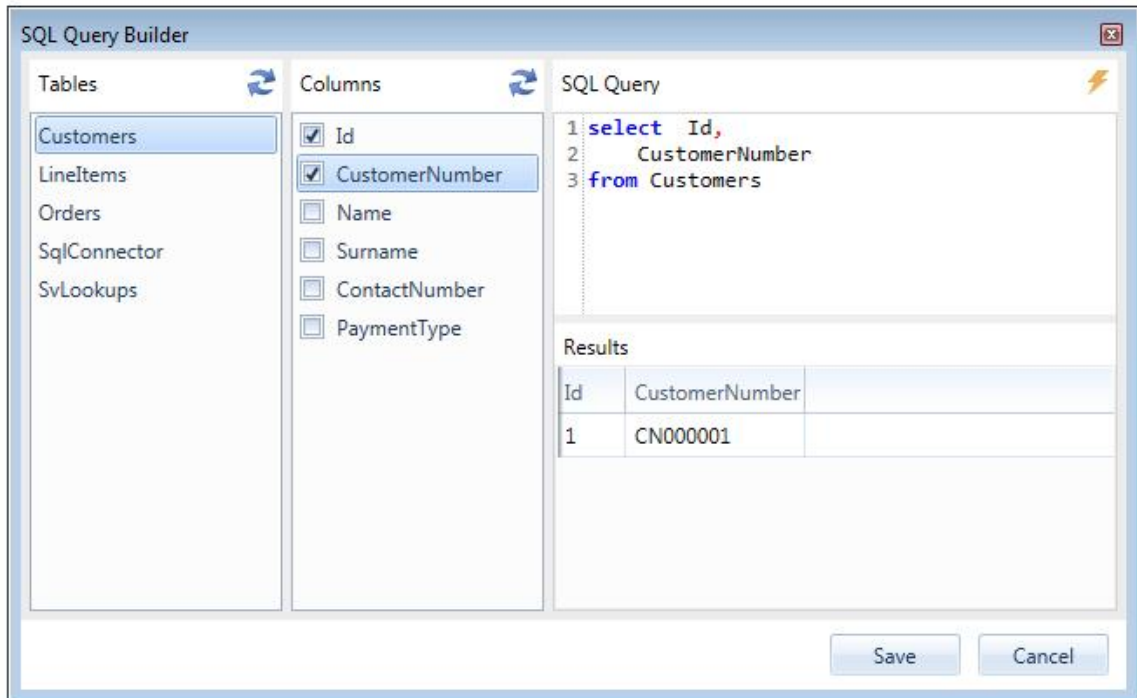 SQL Query Builder
Tables
Customers
LineItems
Orders
SqlConnector
SvLookups
Columns
Id
CustomerNumber
Name
Surname
ContactNumber
PaymentType
SQL Query
1 select  Id,
2     CustomerNumber
3 from Customers
Results
Id CustomerNumber
1 CN000001
Save Cancel